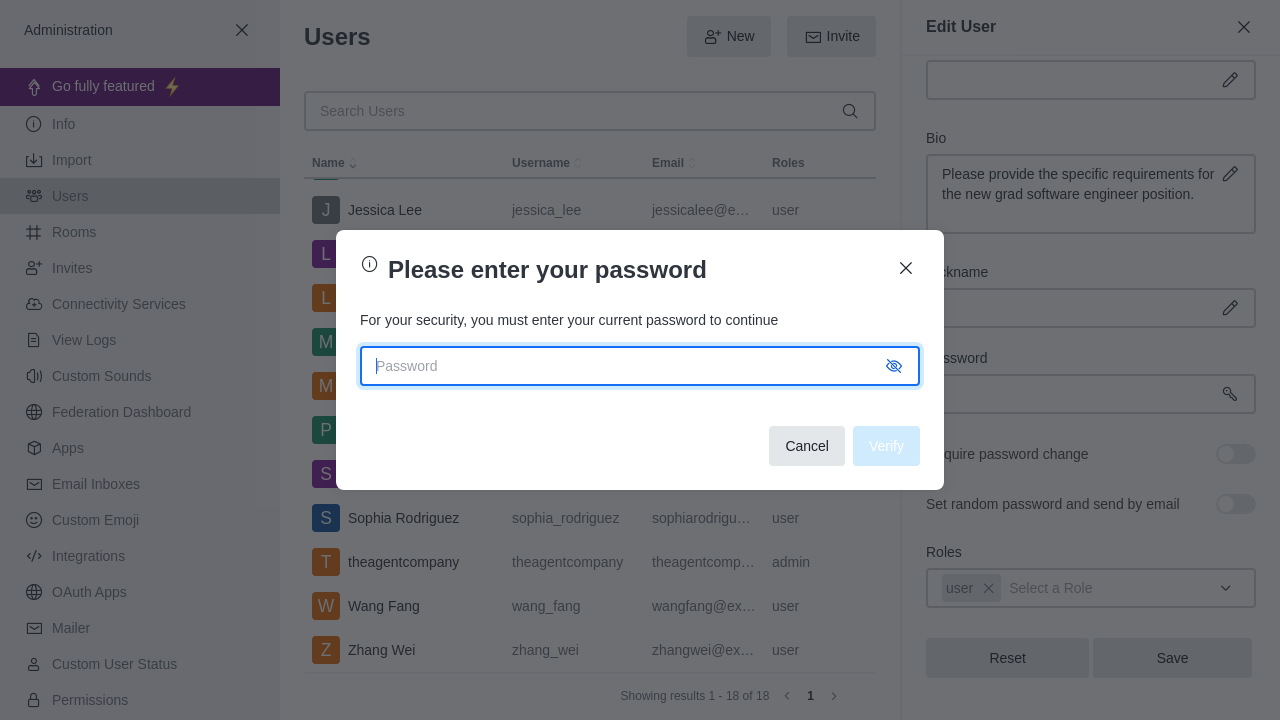 Administration
Go fully featured
Info
Import
Users
Rooms
Invites
Connectivity Services
View Logs
Custom Sounds
Federation Dashboard
Apps
Email Inboxes
Custom Emoji
Integrations
OAuth Apps
Mailer
Custom User Status
Permissions
Users
New
Invite
Search Users
Name Username Email Roles
J Jessica Lee jessica_lee jessicalee@e… user
L
L
M
M
P
S
S Sophia Rodriguez sophia_rodriguez sophiarodrigu… user
T theagentcompany theagentcompany theagentcomp… admin
W Wang Fang wang_fang wangfang@ex… user
Z Zhang Wei zhang_wei zhangwei@ex… user
Showing results 1 - 18 of 18 1
Please enter your password
For your security, you must enter your current password to continue
Password
Cancel Verify
Edit User
Bio
Please provide the specific requirements for
the new grad software engineer position.
ckname
ssword
quire password change
Set random password and send by email
Roles
user Select a Role
Reset Save